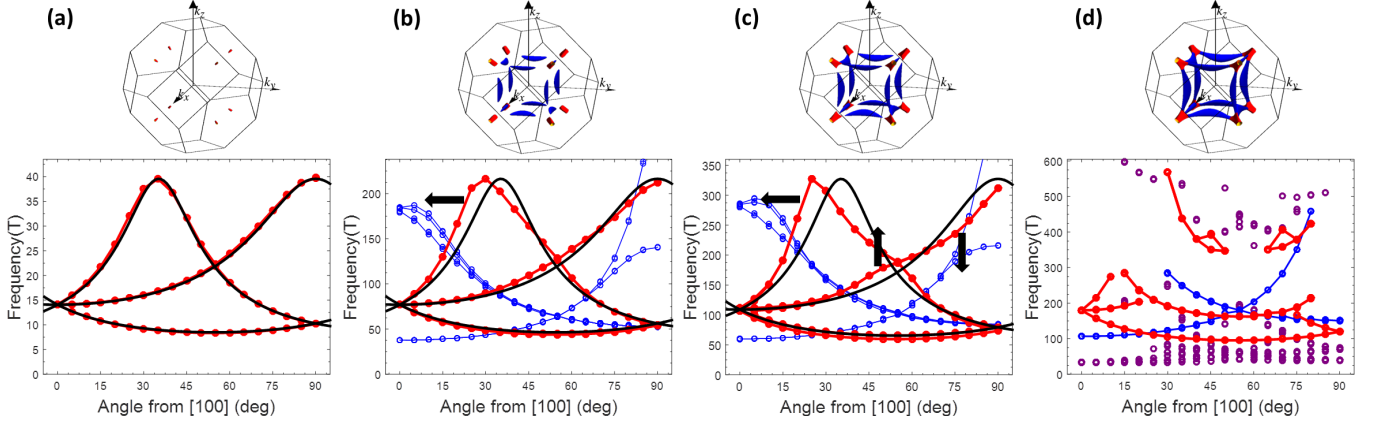 (a)
k_z
k_y
k_x
Frequency(T)
40
35
30
25
20
15
10
5
0
0 15 30 45 60 75 90
Angle from [100] (deg)
(b)
k_z
k_y
k_x
Frequency(T)
200
150
100
50
0
0 15 30 45 60 75 90
Angle from [100] (deg)
(c)
k_z
k_y
k_x
Frequency(T)
350
300
250
200
150
100
50
0
0 15 30 45 60 75 90
Angle from [100] (deg)
(d)
k_z
k_y
k_x
Frequency(T)
600
500
400
300
200
100
0
0 15 30 45 60 75 90
Angle from [100] (deg)